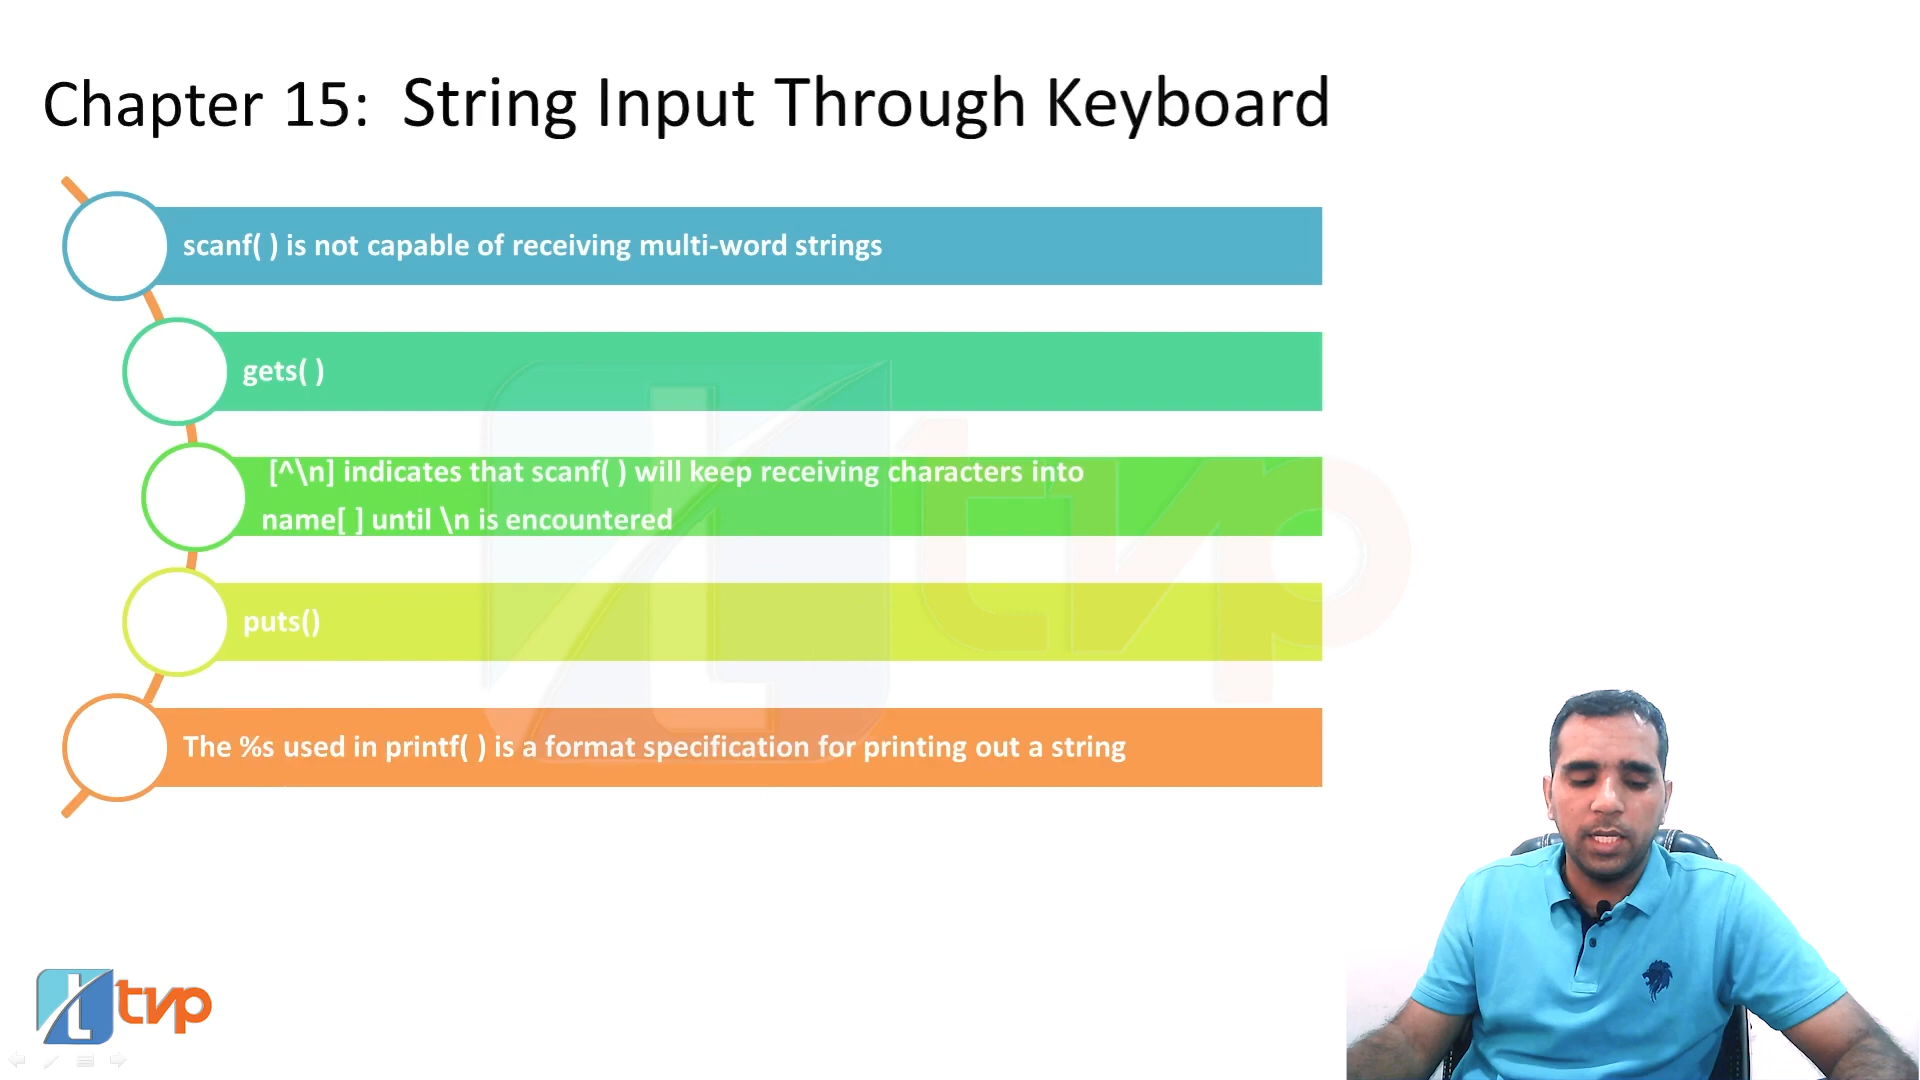 Chapter 15: String Input Through Keyboard
scanf( ) is not capable of receiving multi-word strings
gets( )
[^\n] indicates that scanf( ) will keep receiving characters into
name[ ] until \n is encountered
puts()
The %s used in printf( ) is a format specification for printing out a string
t tvp
t tvp